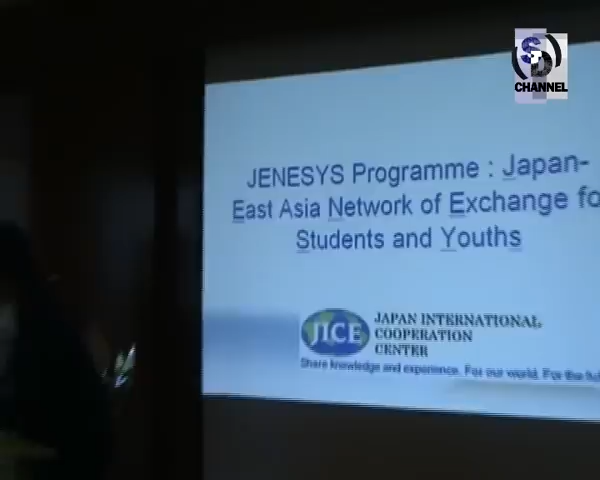 SD
CHANNEL
JENESYS Programme : Japan-
East Asia Network of Exchange fo
Students and Youths
JICE
JAPAN INTERNATIONAL
COOPERATION
CENTER
Share knowledge and experience. For our world. For the fu